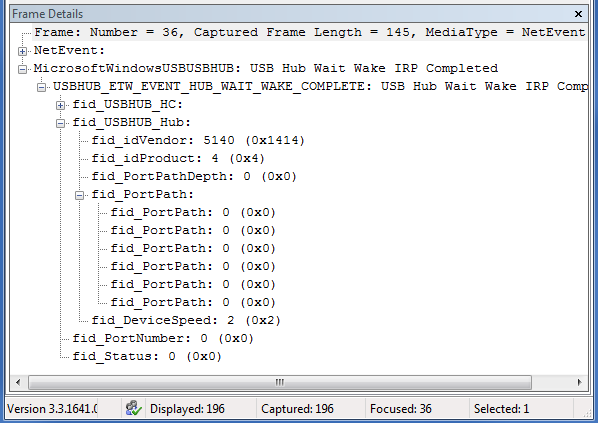 Frame Details
Frame: Number = 36, Captured Frame Length = 145, MediaType = NetEvent
NetEvent:
MicrosoftWindowsUSBUSBHUB: USB Hub Wait Wake IRP Completed
USBHUB_ETW_EVENT_HUB_WAIT_WAKE_COMPLETE: USB Hub Wait Wake IRP Comp
fid_USBHUB_HC:
fid_USBHUB_Hub:
fid_idVendor: 5140 (0x1414)
fid_idProduct: 4 (0x4)
fid_PortPathDepth: 0 (0x0)
fid_PortPath:
fid_PortPath: 0 (0x0)
fid_PortPath: 0 (0x0)
fid_PortPath: 0 (0x0)
fid_PortPath: 0 (0x0)
fid_PortPath: 0 (0x0)
fid_PortPath: 0 (0x0)
fid_DeviceSpeed: 2 (0x2)
fid_PortNumber: 0 (0x0)
fid_Status: 0 (0x0)
Version 3.3.1641.0 Displayed: 196 Captured: 196 Focused: 36 Selected: 1